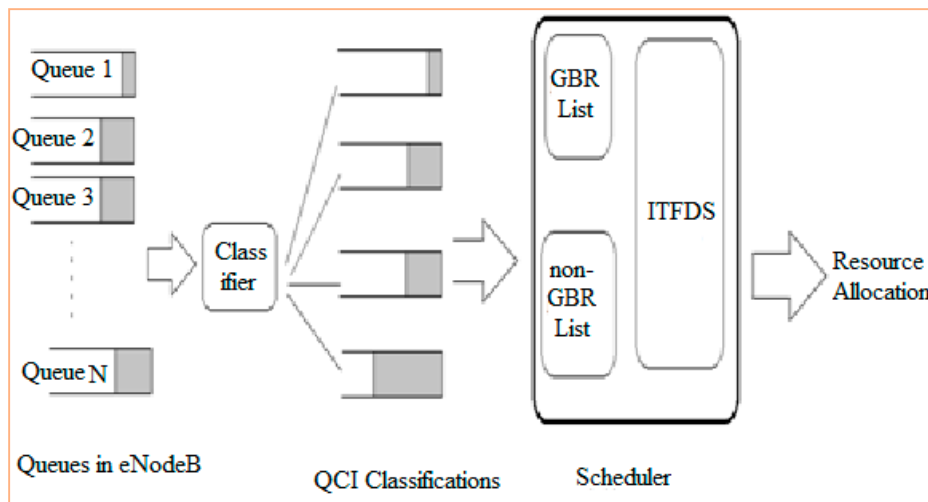 Queue 1
Queue 2
Queue 3
Queue N
Queues in eNodeB
Class
ifier
QCI Classifications
GBR
List
non-
GBR
List
ITFDS
Scheduler
Resource
Allocation